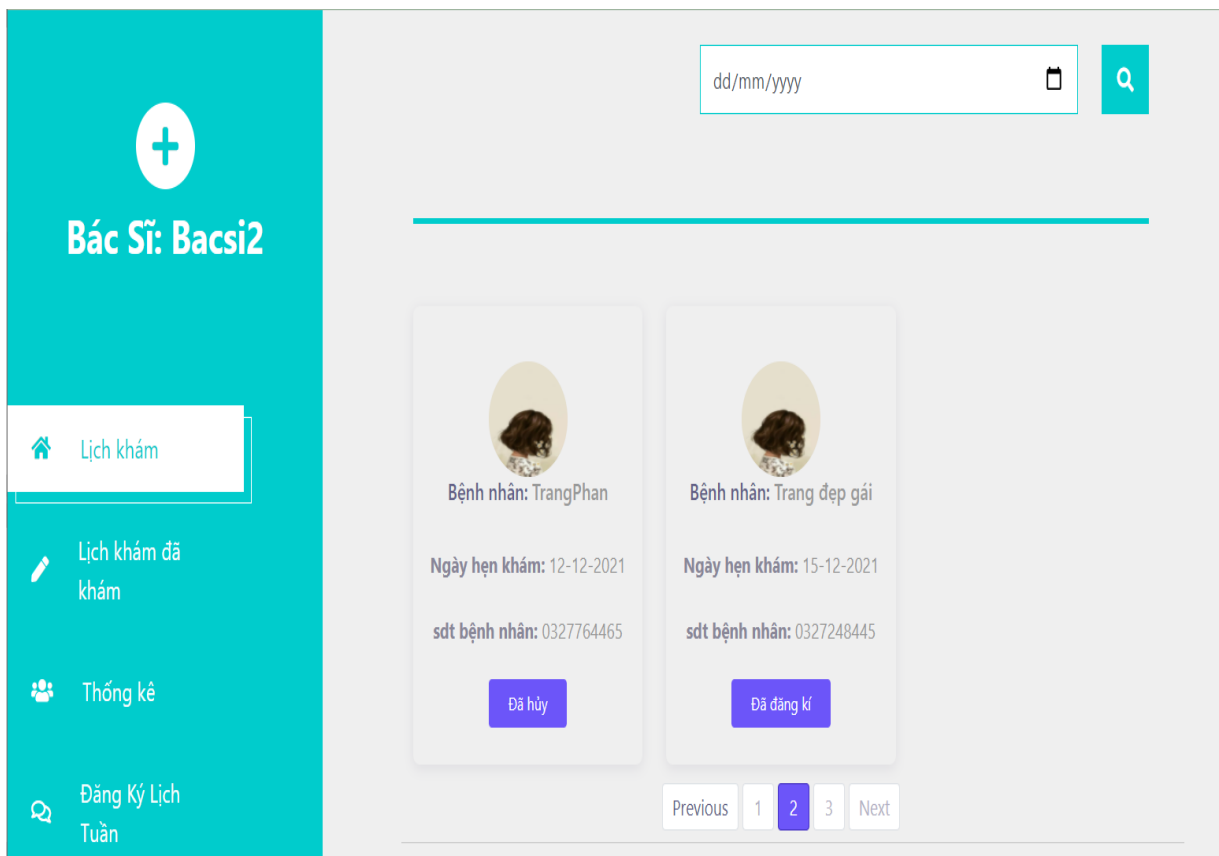 dd/mm/yyyy
Bác Sĩ: Bacsi2
Lịch khám
Lịch khám đã
khám
Thống kê
Đăng Ký Lịch
Tuần
Bệnh nhân: TrangPhan
Ngày hẹn khám: 12-12-2021
sdt bệnh nhân: 0327764465
Đã hủy
Bệnh nhân: Trang đẹp gái
Ngày hẹn khám: 15-12-2021
sdt bệnh nhân: 0327248445
Đã đăng kí
Previous 1 2 3 Next